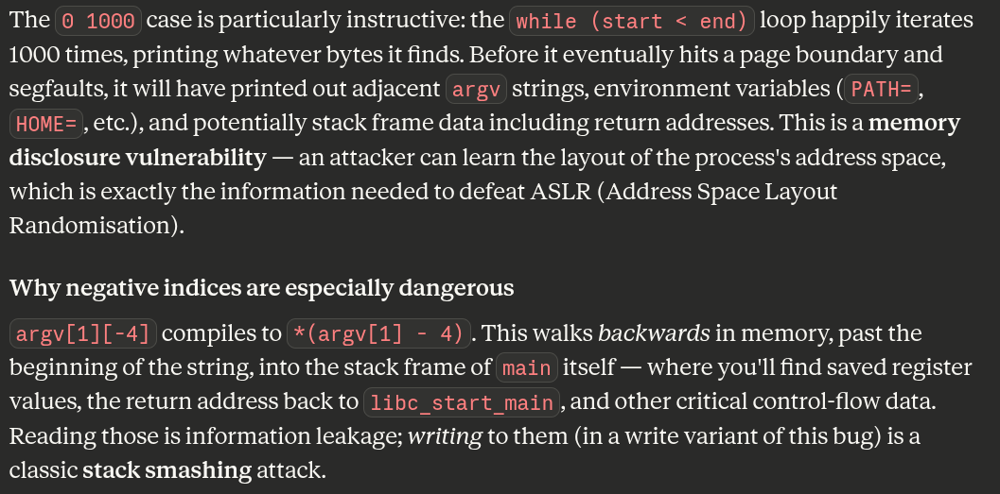 The 0 1000 case is particularly instructive: the while (start < end) loop happily iterates
1000 times, printing whatever bytes it finds. Before it eventually hits a page boundary and
segfaults, it will have printed out adjacent argv strings, environment variables ( PATH= ,
HOME= , etc.), and potentially stack frame data including return addresses. This is a memory
disclosure vulnerability — an attacker can learn the layout of the process's address space,
which is exactly the information needed to defeat ASLR (Address Space Layout
Randomisation).
Why negative indices are especially dangerous
argv[1][-4] compiles to *(argv[1] - 4) . This walks backwards in memory, past the
beginning of the string, into the stack frame of main itself — where you'll find saved register
values, the return address back to libc_start_main , and other critical control-flow data.
Reading those is information leakage; writing to them (in a write variant of this bug) is a
classic stack smashing attack.